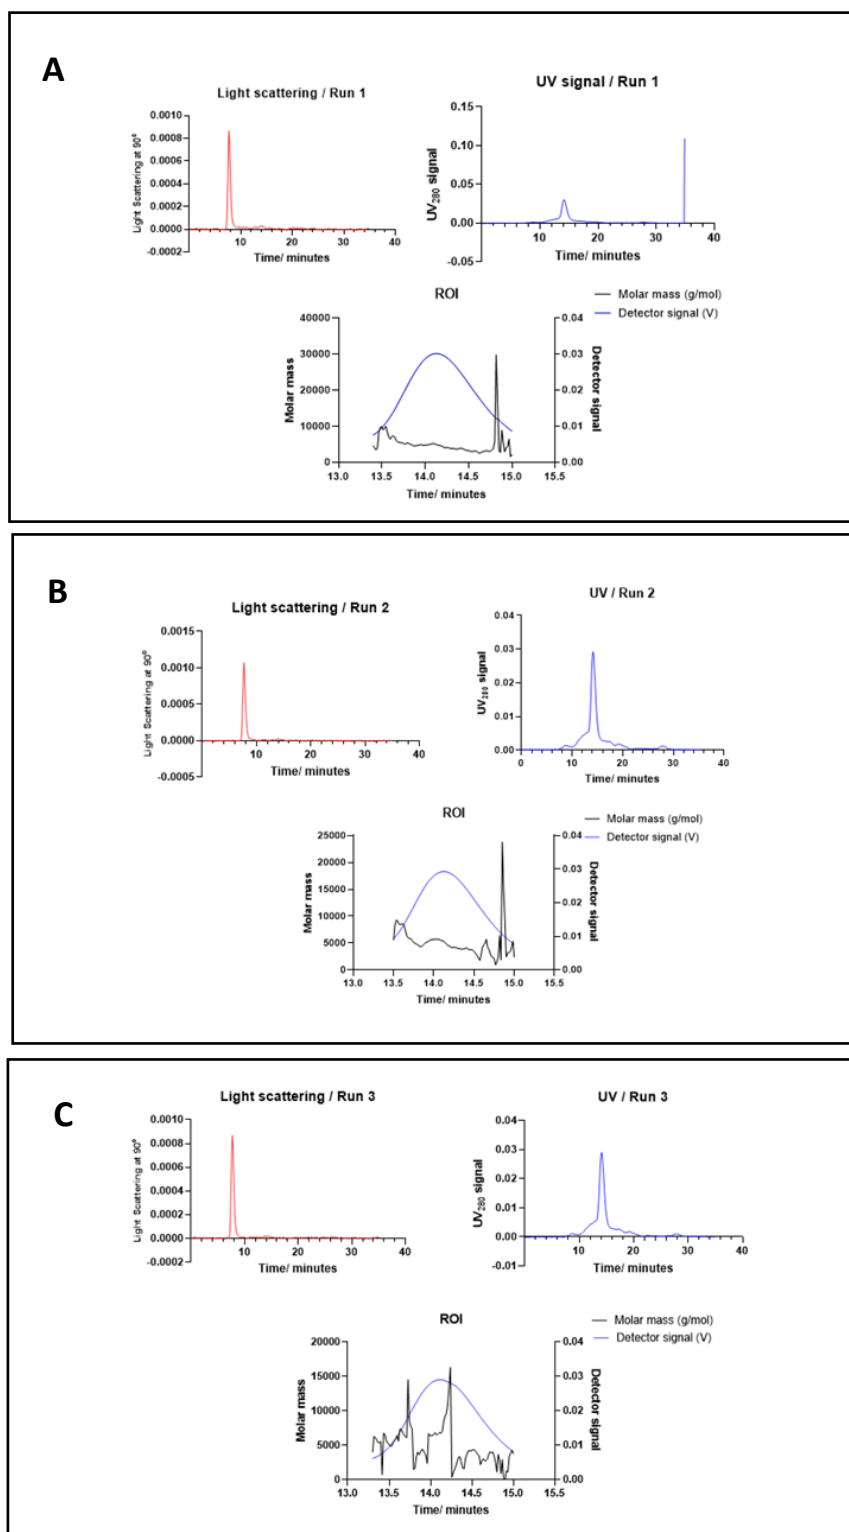 A
Light scattering / Run 1
Light Scattering at 90°
0.0010
0.0008
0.0006
0.0004
0.0002
0.0000
-0.0002
10
20
30
40
Time/ minutes
UV signal / Run 1
UV280 signal
0.15
0.10
0.05
0.00
-0.05
10
20
30
40
Time/ minutes
ROI
Molar mass (g/mol)
Detector signal (V)
Molar mass
40000
30000
20000
10000
0
0.04
0.03
0.02
0.01
0.00
Detector signal
13.0
13.5
14.0
14.5
15.0
15.5
Time/ minutes
B
Light scattering / Run 2
Light Scattering at 90°
0.0015
0.0010
0.0005
0.0000
-0.0005
10
20
30
40
Time/ minutes
UV / Run 2
UV280 signal
0.04
0.03
0.02
0.01
0.00
0
10
20
30
40
Time/ minutes
ROI
Molar mass (g/mol)
Detector signal (V)
Molar mass
25000
20000
15000
10000
5000
0
0.04
0.03
0.02
0.01
0.00
Detector signal
13.0
13.5
14.0
14.5
15.0
15.5
Time/ minutes
C
Light scattering / Run 3
Light Scattering at 90°
0.0010
0.0008
0.0006
0.0004
0.0002
0.0000
-0.0002
10
20
30
40
Time/ minutes
UV / Run 3
UV280 signal
0.04
0.03
0.02
0.01
0.00
-0.01
10
20
30
40
Time/ minutes
ROI
Molar mass (g/mol)
Detector signal (V)
Molar mass
20000
15000
10000
5000
0
0.04
0.03
0.02
0.01
0.00
Detector signal
13.0
13.5
14.0
14.5
15.0
15.5
Time/ minutes